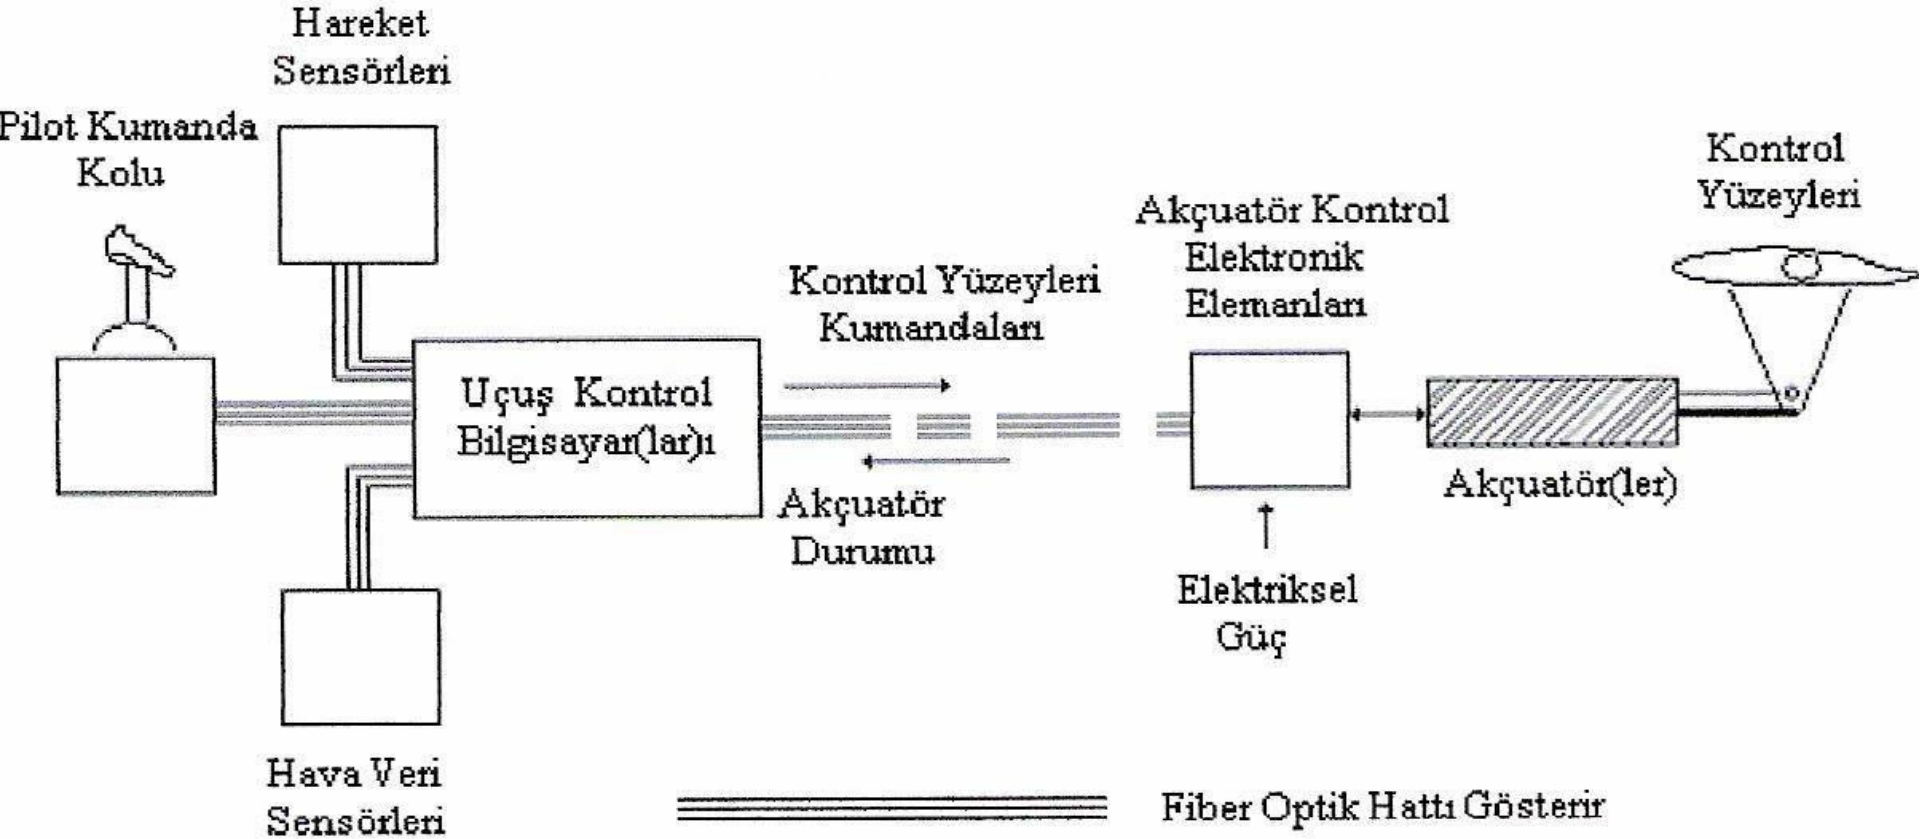 Hareket
Sensörleri
Pilot Kumanda
Kolu
Kontrol
Yüzeyleri
Akçuatör Kontrol
Elektronik
Elemanları
Kontrol Yüzeyleri
Kumandaları
Uçuş Kontrol
Bilgisayar(lar)ı
Akçuatör
Durumu
Akçuatör(ler)
Elektriksel
Güç
Hava Veri
Sensörleri
Fiber Optik Hattı Gösterir